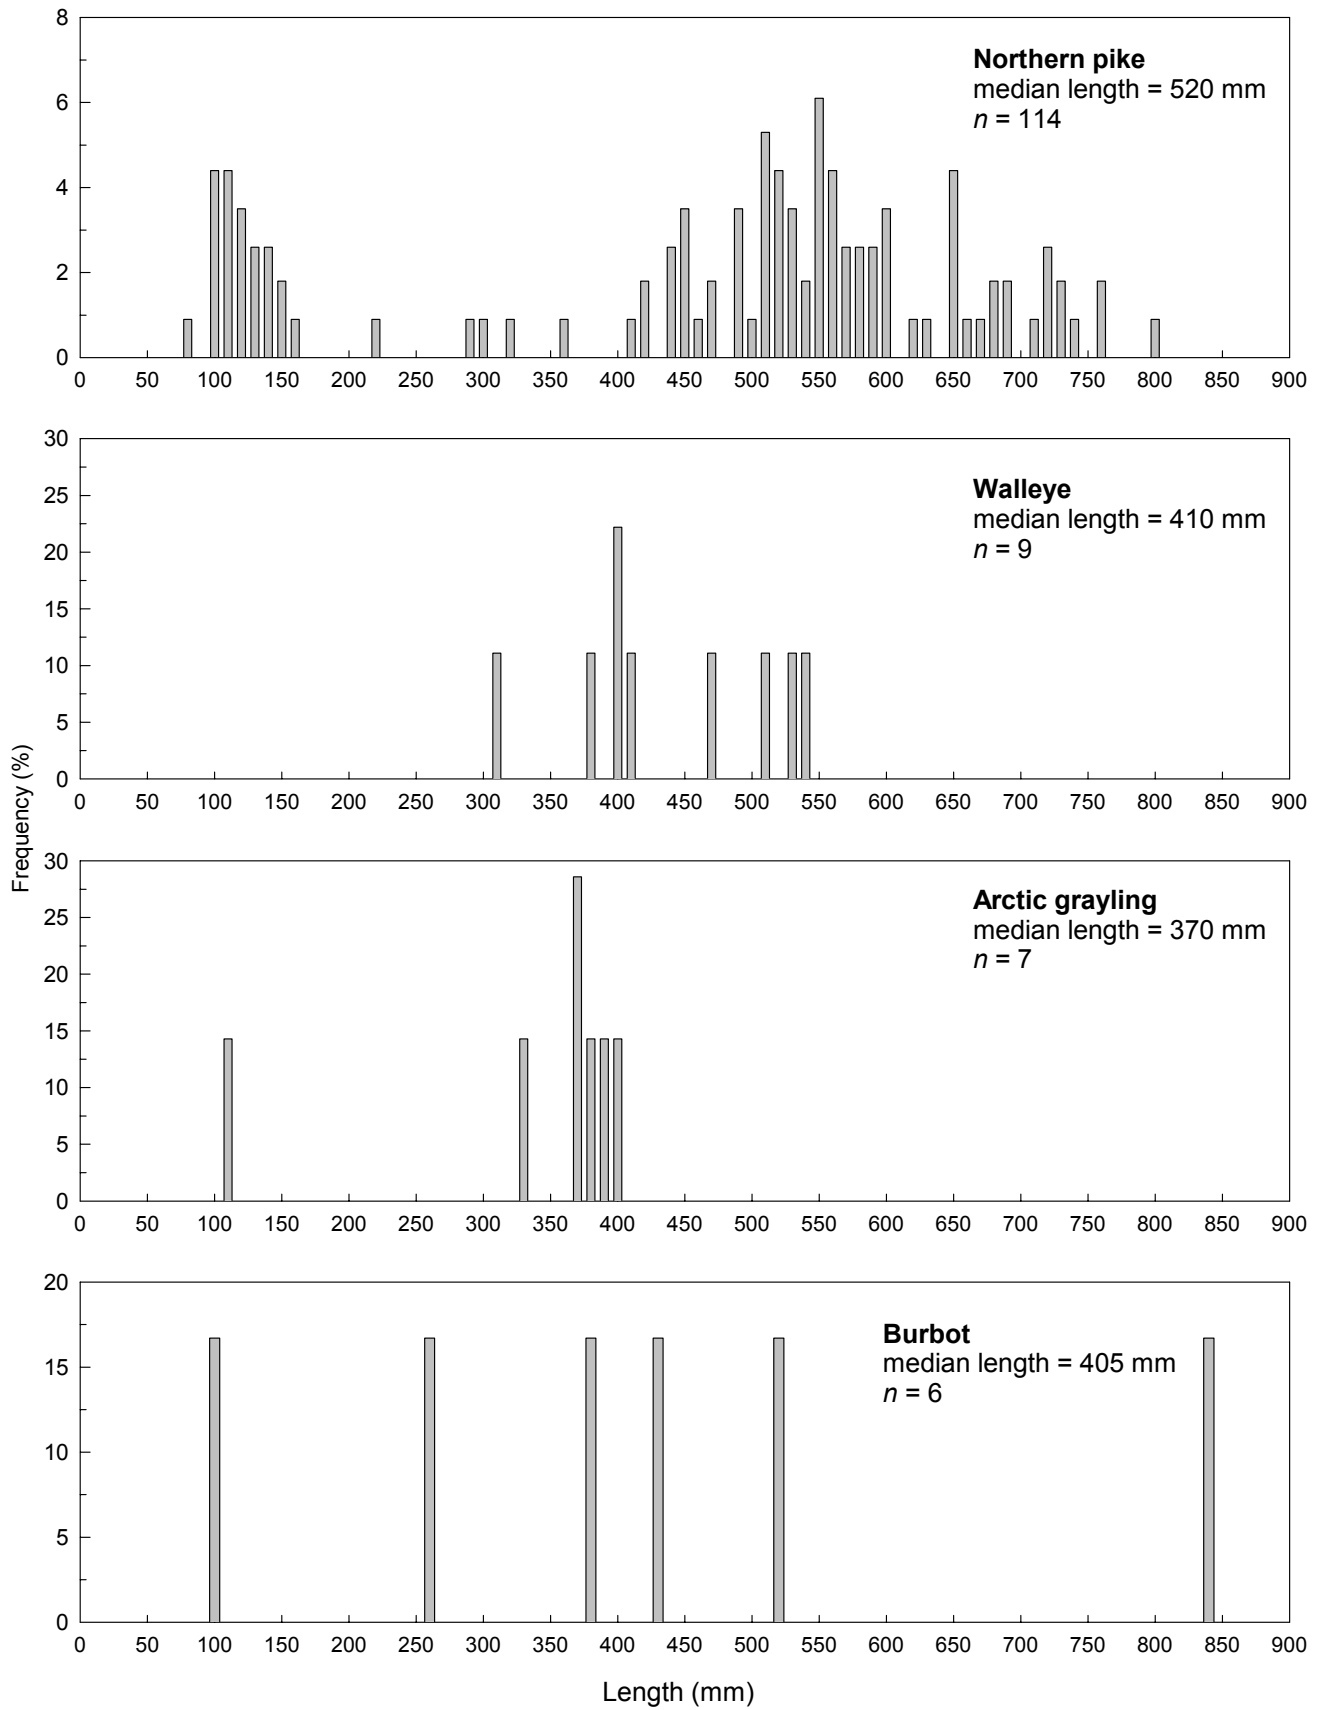 8
Northern pike
median length = 520 mm
n = 114
6
4
2
0
0 50 100 150 200 250 300 350 400 450 500 550 600 650 700 750 800 850 900
30
Walleye
median length = 410 mm
n = 9
25
20
15
10
5
0
0 50 100 150 200 250 300 350 400 450 500 550 600 650 700 750 800 850 900
Frequency (%)
30
Arctic grayling
median length = 370 mm
n = 7
25
20
15
10
5
0
0 50 100 150 200 250 300 350 400 450 500 550 600 650 700 750 800 850 900
20
Burbot
median length = 405 mm
n = 6
15
10
5
0
0 50 100 150 200 250 300 350 400 450 500 550 600 650 700 750 800 850 900
Length (mm)